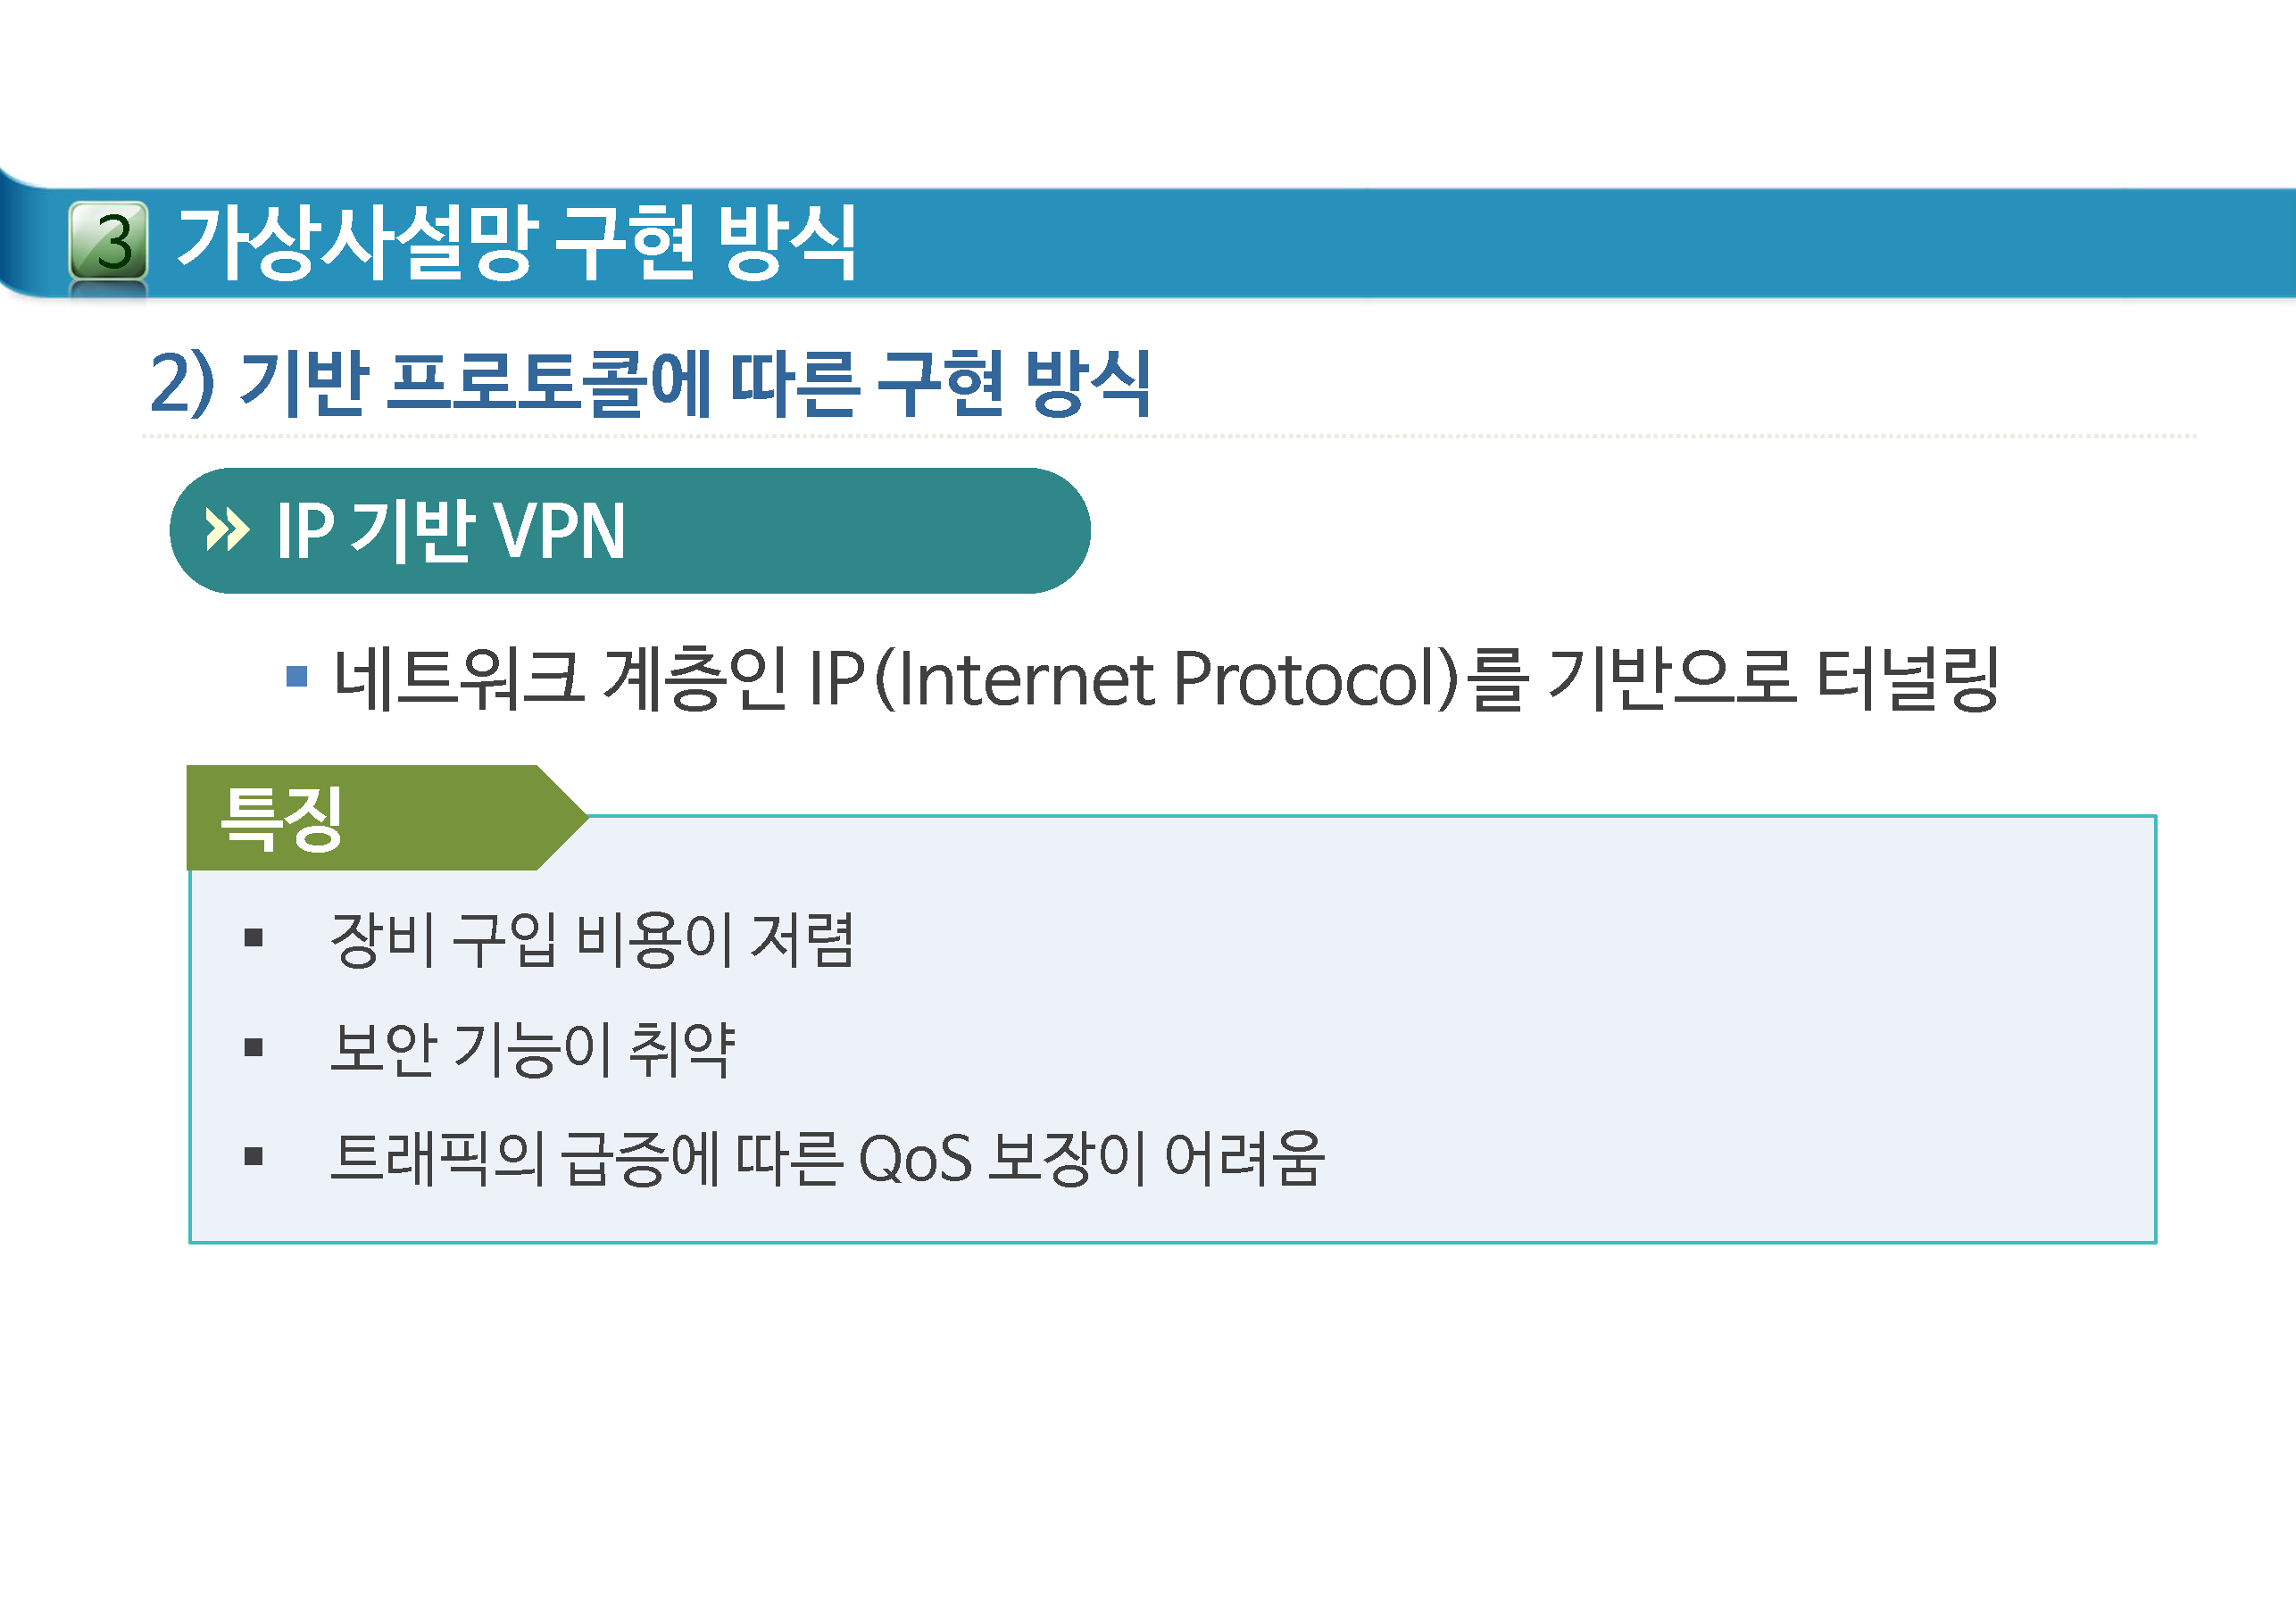 3 가상사설망 구현 방식
2) 기반 프로토콜에 따른 구현 방식
» IP 기반 VPN
▪ 네트워크 계층인 IP(Internet Protocol)를 기반으로 터널링
특징
▪ 장비 구입 비용이 저렴
▪ 보안 기능이 취약
▪ 트래픽의 급증에 따른 QoS 보장이 어려움